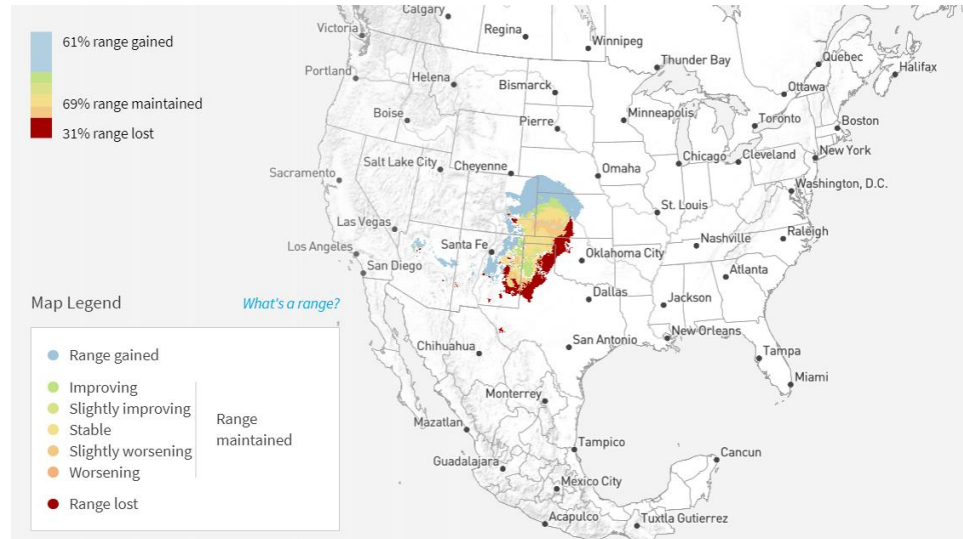 61% range gained
69% range maintained
31% range lost
Map Legend
What's a range?
Range gained
Improving
Slightly improving
Stable
Slightly worsening
Worsening
Range
maintained
Range lost
Calgary
Victoria
Regina
Winnipeg
Thunder Bay
Québec
Halifax
Portland
Helena
Bismarck
Ottawa
Boise
Pierre
Minneapolis
Toronto
Boston
Salt Lake City
Cheyenne
Omaha
Chicago
Cleveland
New York
Sacramento
Washington, D.C.
Las Vegas
St. Louis
Los Angeles
Santa Fe
Oklahoma City
Nashville
Raleigh
San Diego
Atlanta
Dallas
Jackson
Chihuahua
San Antonio
New Orleans
Tampa
Miami
Monterrey
Mazatlan
Tampico
Cancun
Guadalajara
Mexico City
Acapulco
Tuxtla Gutierrez